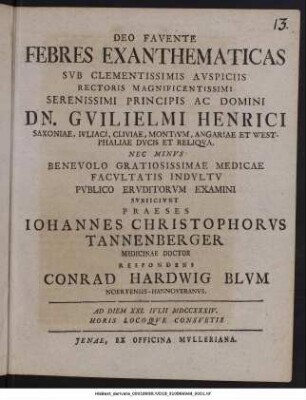 13.
DEO FAVENTE
FEBRES EXANTHEMATICAS
SVB CLEMENTISSIMIS AVSPICIIS
RECTORIS MAGNIFICENTISSIMI
SERENISSIMI PRINCIPIS AC DOMINI
DN. GVILIELMI HENRICI
SAXONIAE, IVLIACI, CLIVIAE, MONTIVM, ANGARIAE ET WEST-
PHALIAE DVCIS ET RELIQVA.
NEC MINVS
BENEVOLO GRATIOSISSIMAE MEDICAE
FACVLTATIS INDVLTV
PVBLICO ERVDITORVM EXAMINI
SVBIICIVNT
PRAESES
IOHANNES CHRISTOPHORVS
TANNENBERGER
MEDICINAE DOCTOR
RESPONDENS
CONRAD HARDWIG BLVM
NOERTENSIS-HANNOVERANVS.
AD DIEM XXI. IVLII MDCCXXXIV.
HORIS LOCOQVE CONSVETIS
JENAE, EX OFFICINA MVLLERIANA.